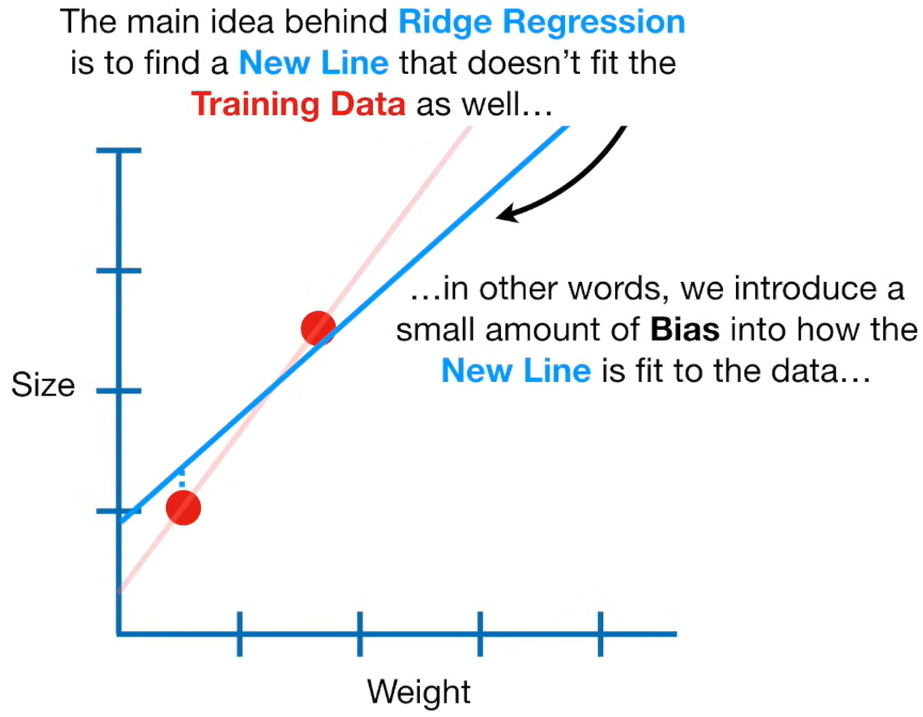 The main idea behind Ridge Regression
is to find a New Line that doesn't fit the
Training Data as well…
…in other words, we introduce a
small amount of Bias into how the
New Line is fit to the data…
Size
Weight